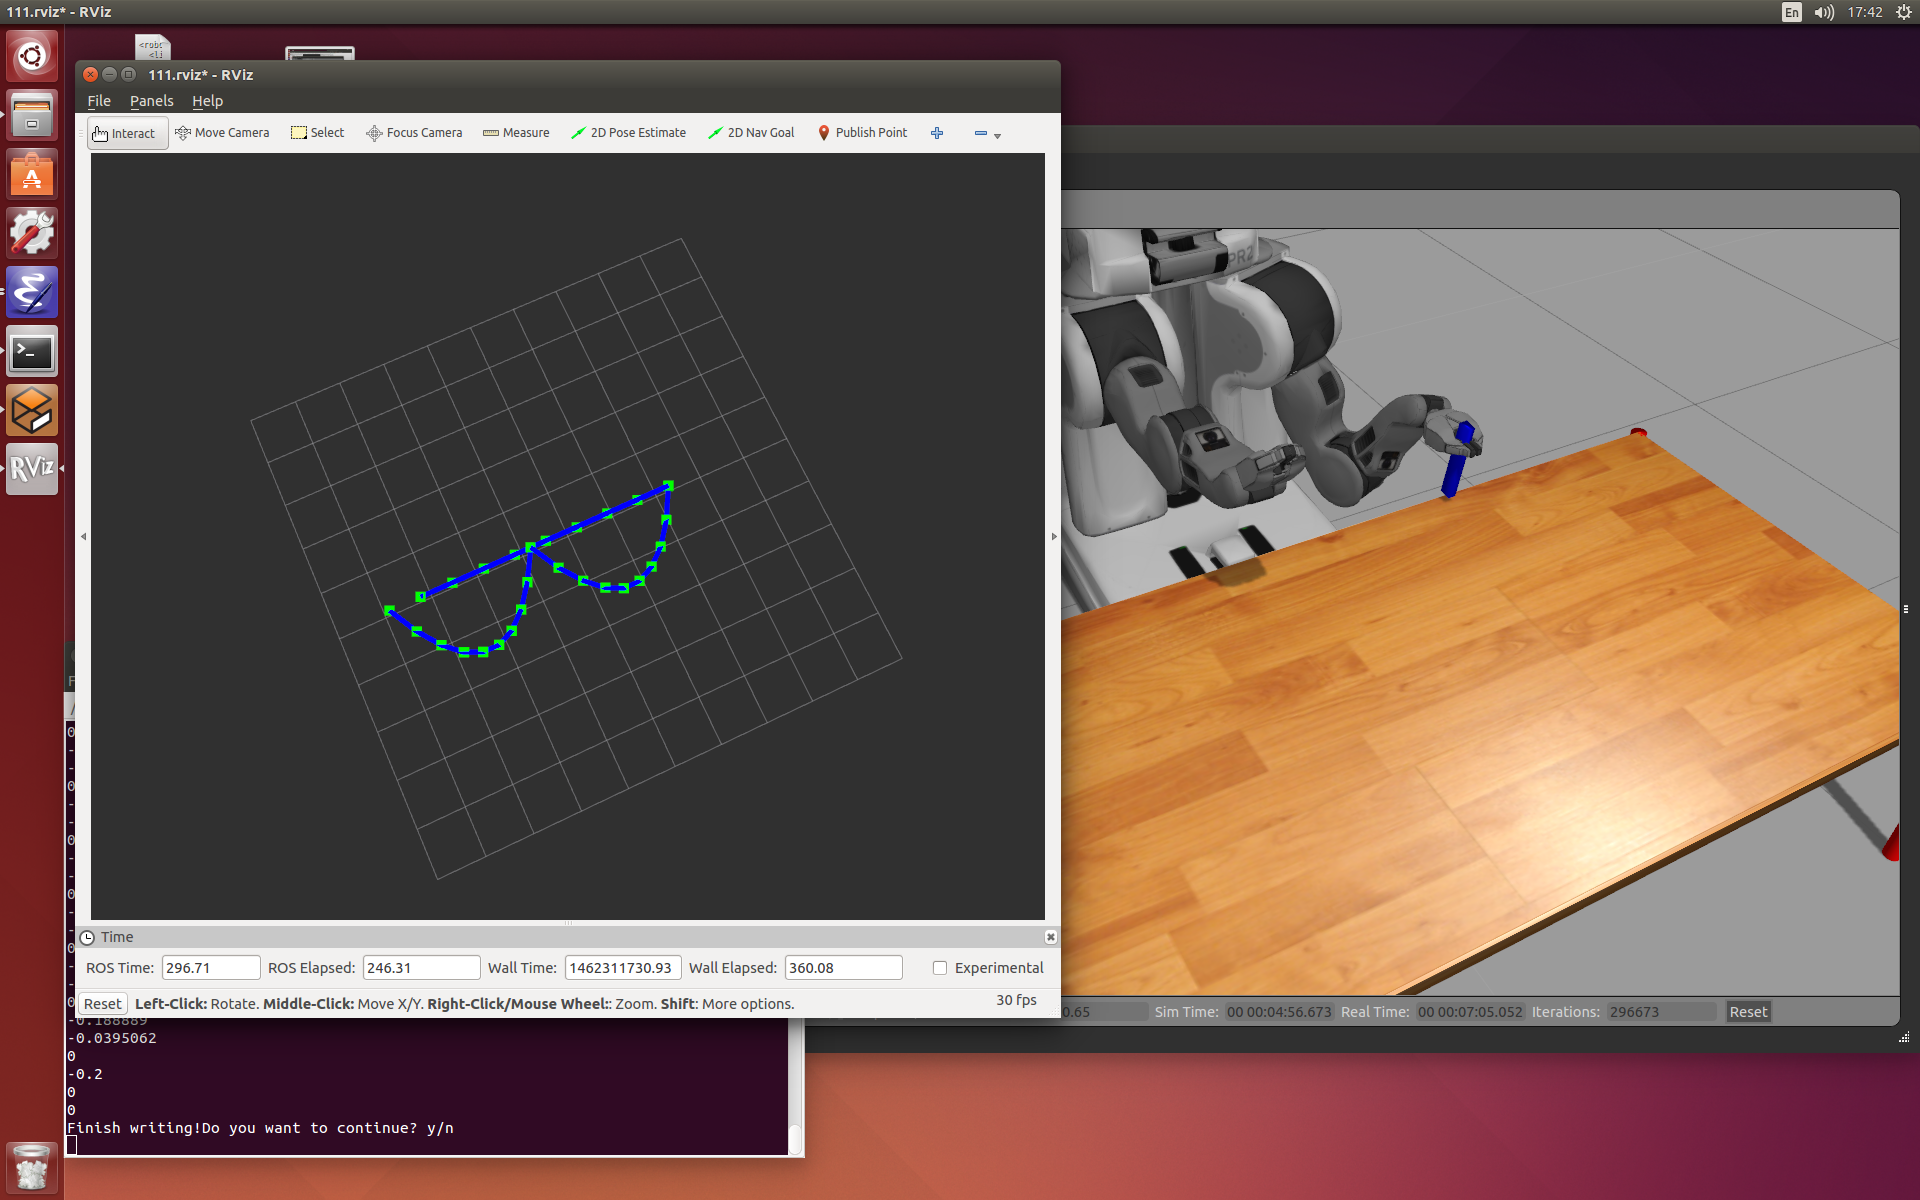 111.rviz* - RViz
En
17:42
<robo
<li
111.rviz* - RViz
File Panels Help
Interact Move Camera Select Focus Camera Measure 2D Pose Estimate 2D Nav Goal Publish Point
PR2
RViz
Time
ROS Time: 296.71 ROS Elapsed: 246.31 Wall Time: 1462311730.93 Wall Elapsed: 360.08 Experimental
Reset Left-Click: Rotate. Middle-Click: Move X/Y. Right-Click/Mouse Wheel:: Zoom. Shift: More options. 30 fps
0.65 Sim Time: 00 00:04:56.673 Real Time: 00 00:07:05.052 Iterations: 296673 Reset
-0.188889
-0.0395062
0
-0.2
0
0
Finish writing!Do you want to continue? y/n